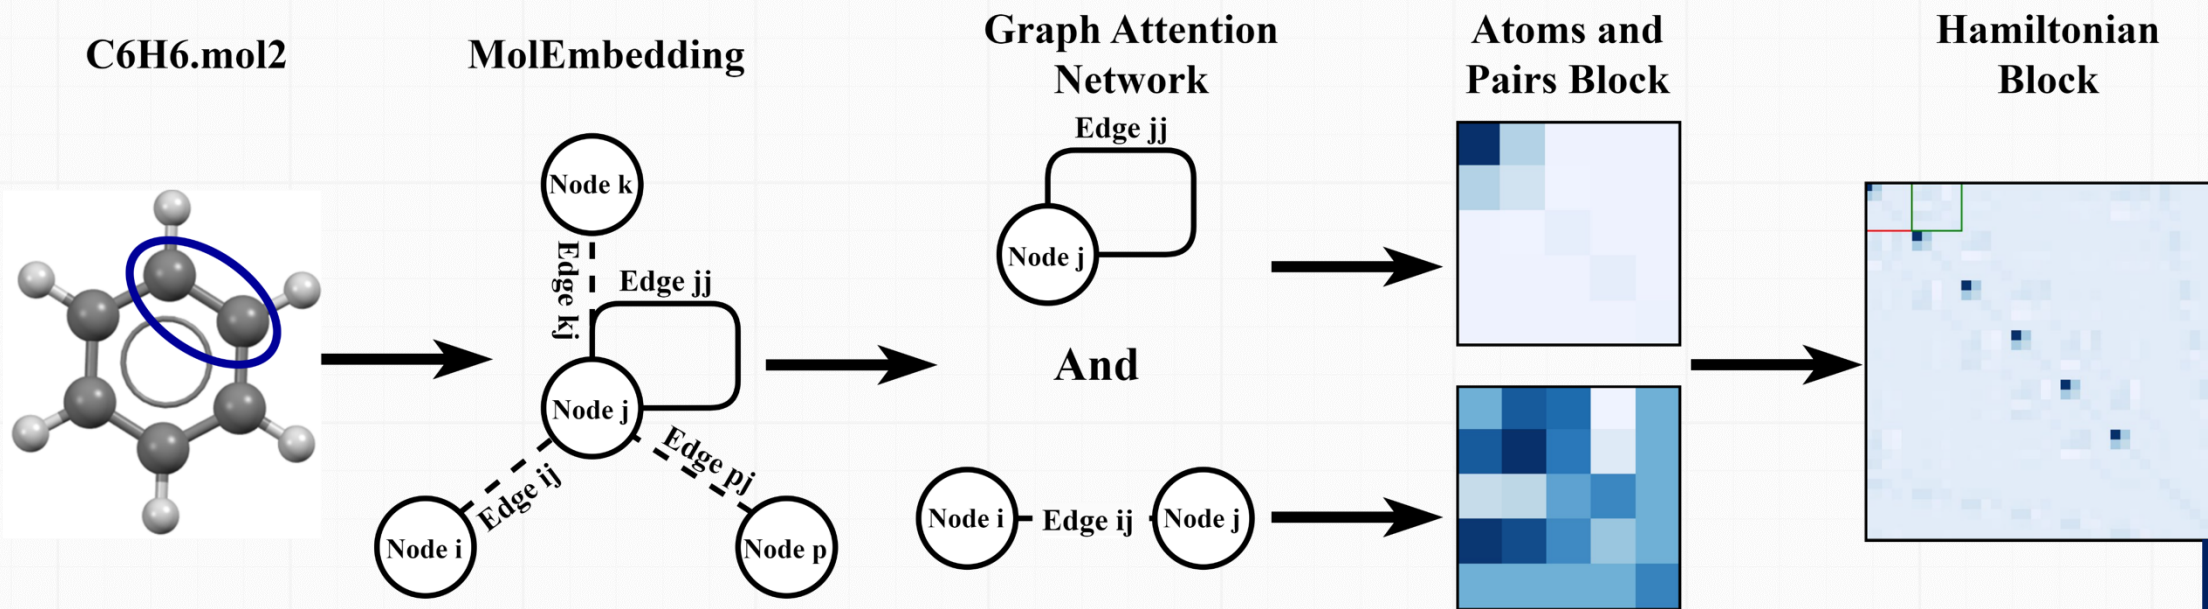 C6H6.mol2
MolEmbedding
Graph Attention
Network
Atoms and
Pairs Block
Hamiltonian
Block
Node k
Edge kj
Edge jj
Node j
Edge ij
Edge pj
Node i
Node p
Edge jj
Node j
And
Node i
Edge ij
Node j